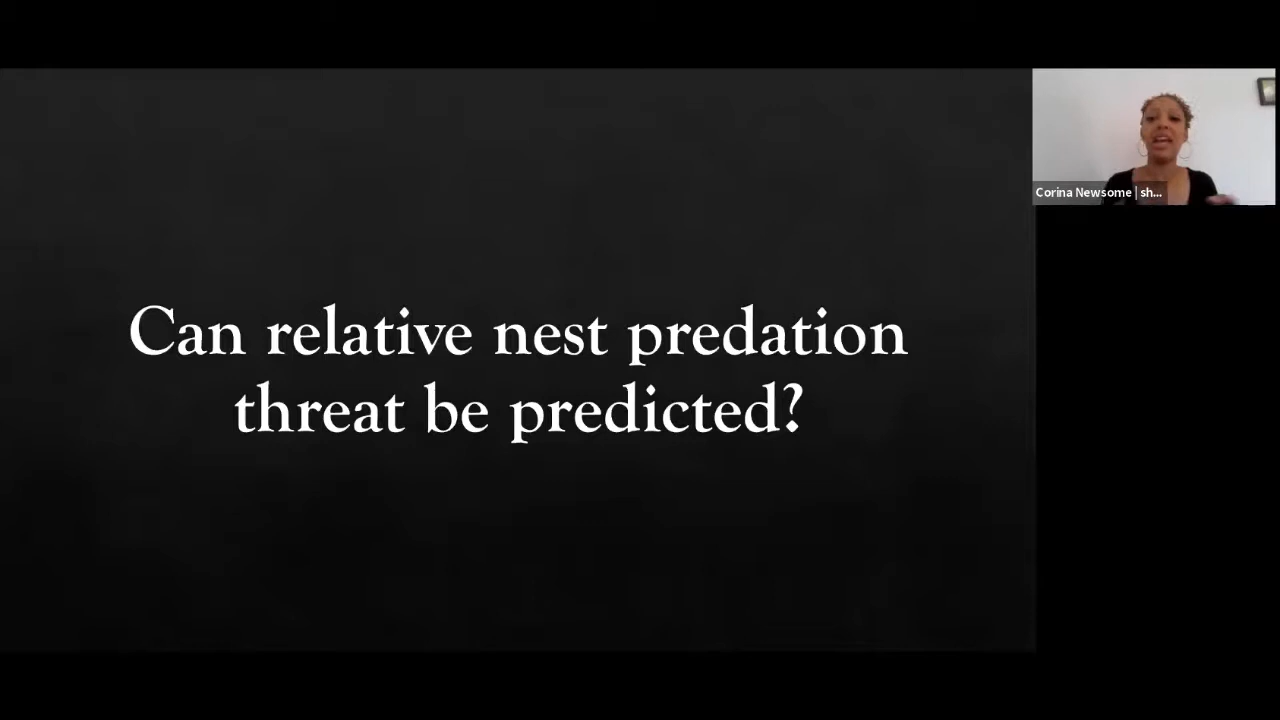 Can relative nest predation
threat be predicted?
Corina Newsome | sh...